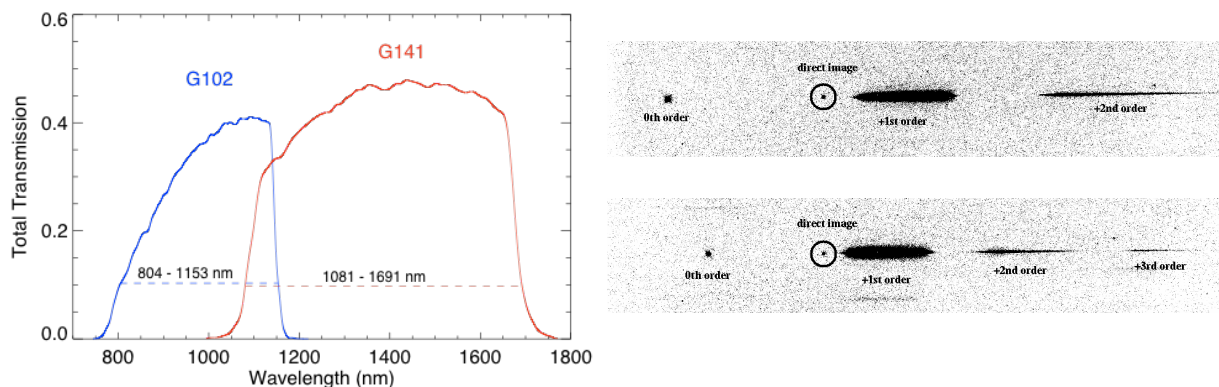 0.6
0.4
0.2
0.0
Total Transmission
G102
G141
804 - 1153 nm
1081 - 1691 nm
800
1000
1200
1400
1600
1800
Wavelength (nm)
direct image
0th order
+1st order
+2nd order
direct image
0th order
+1st order
+2nd order
+3rd order